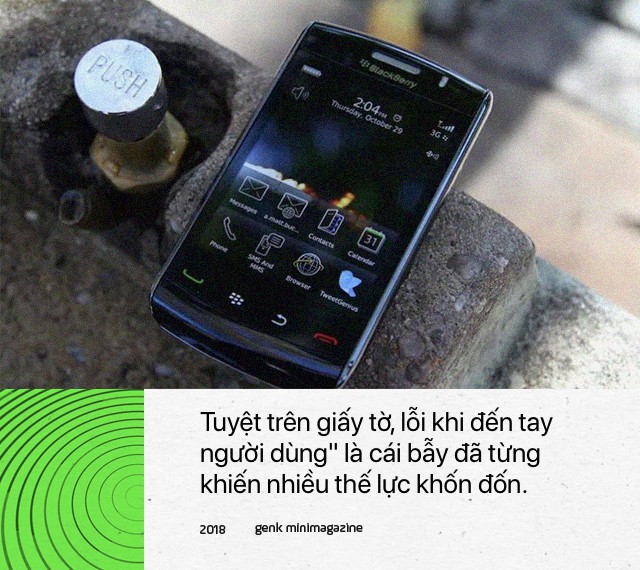 PUSH
BlackBerry
2:04 PM
Thursday, October 29
3G
Messages
a.matt.buc...
Contacts
31
Calendar
Phone
SMS And
MMS
Browser
TweetGenius
Tuyệt trên giấy tờ, lỗi khi đến tay
người dùng" là cái bẫy đã từng
khiến nhiều thế lực khốn đốn.
2018 genk minimagazine